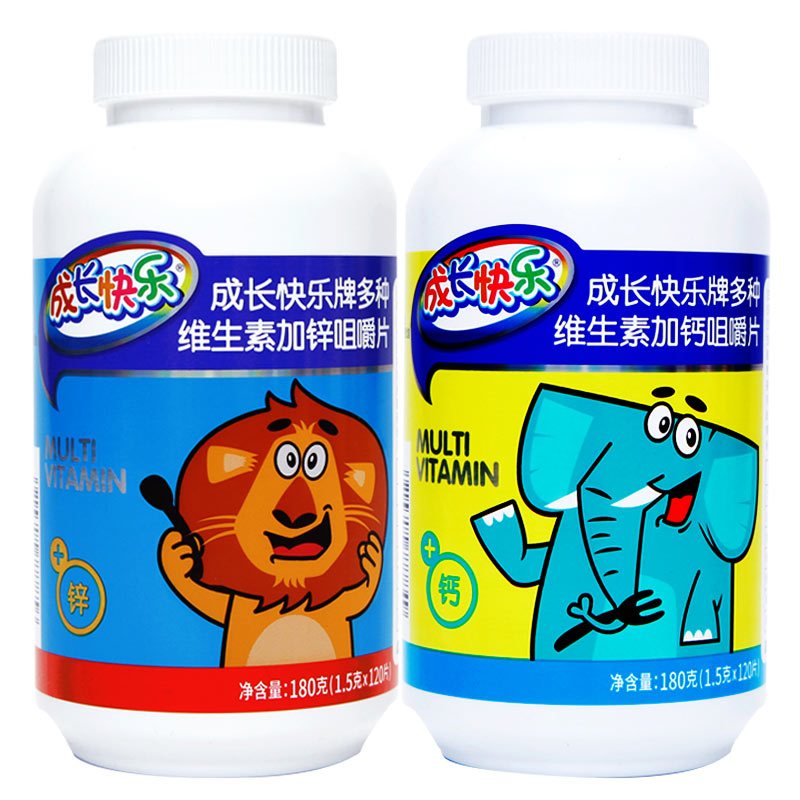 成长快乐®
成长快乐牌多种
维生素加锌咀嚼片
MULTI
VITAMIN
+
锌
净含量:180克(1.5克×120片)
成长快乐®
成长快乐牌多种
维生素加钙咀嚼片
MULTI
VITAMIN
+
钙
净含量:180克(1.5克×120片)